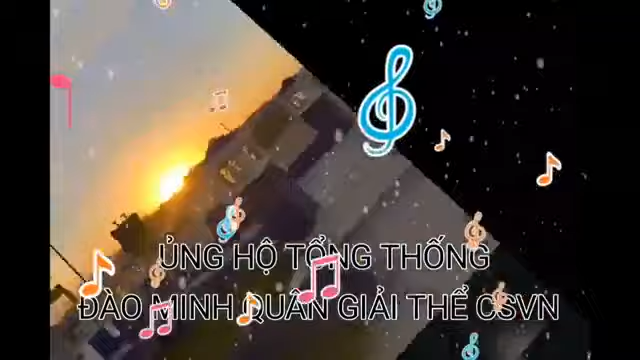 ỦNG HỘ TỔNG THỐNG
ĐÀO MINH QUÂN GIẢI THỂ CSVN